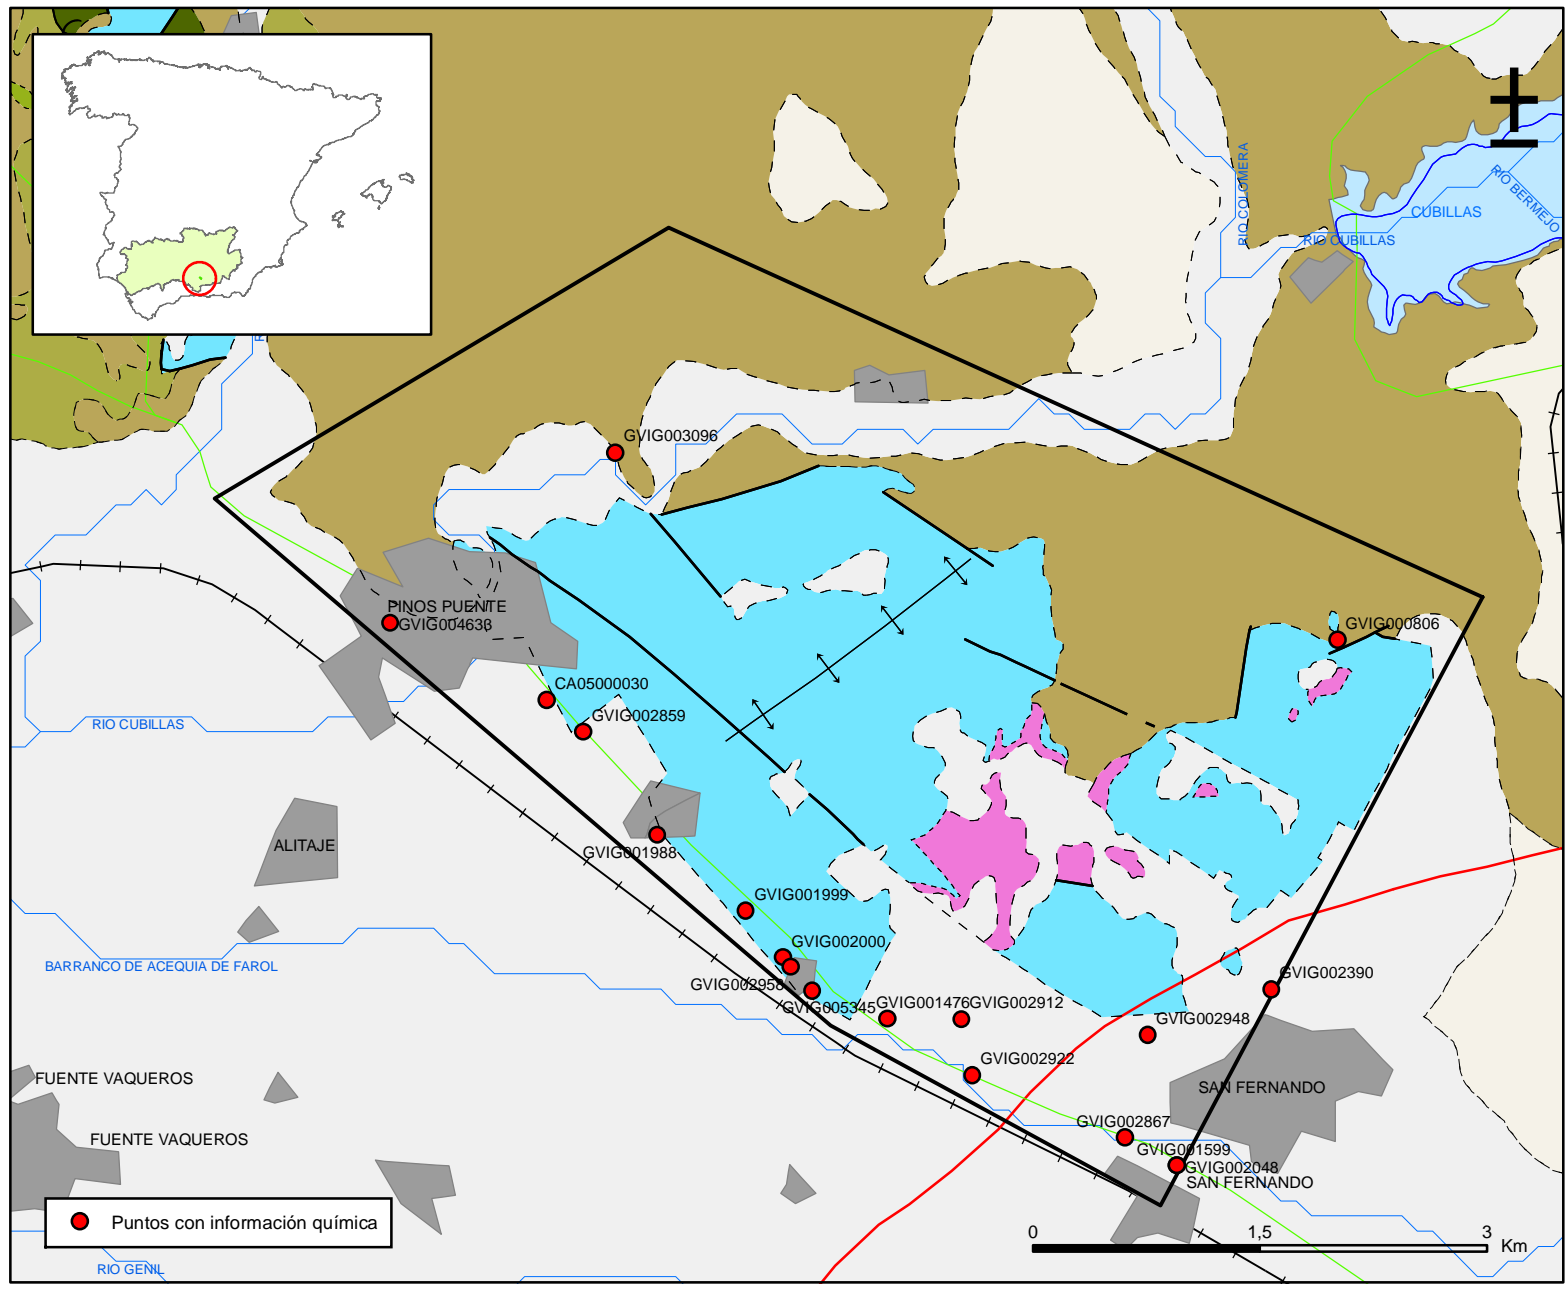 RIO COLOMERA
RIO BERMEJO
CUBILLAS
RIO CUBILLAS
GVIG003096
PINOS PUENTE
GVIG004633
GVIG000806
CA05000030
GVIG002859
RIO CUBILLAS
ALITAJE
GVIG001988
GVIG001999
GVIG002000
BARRANCO DE ACEQUIA DE FAROL
GVIG002958
GVIG002390
GVIG005345
GVIG001476
GVIG002912
GVIG002948
GVIG002922
FUENTE VAQUEROS
SAN FERNANDO
GVIG002867
FUENTE VAQUEROS
GVIG001599
GVIG002048
SAN FERNANDO
Puntos con información química
0 1,5 3
Km
RIO GENIL